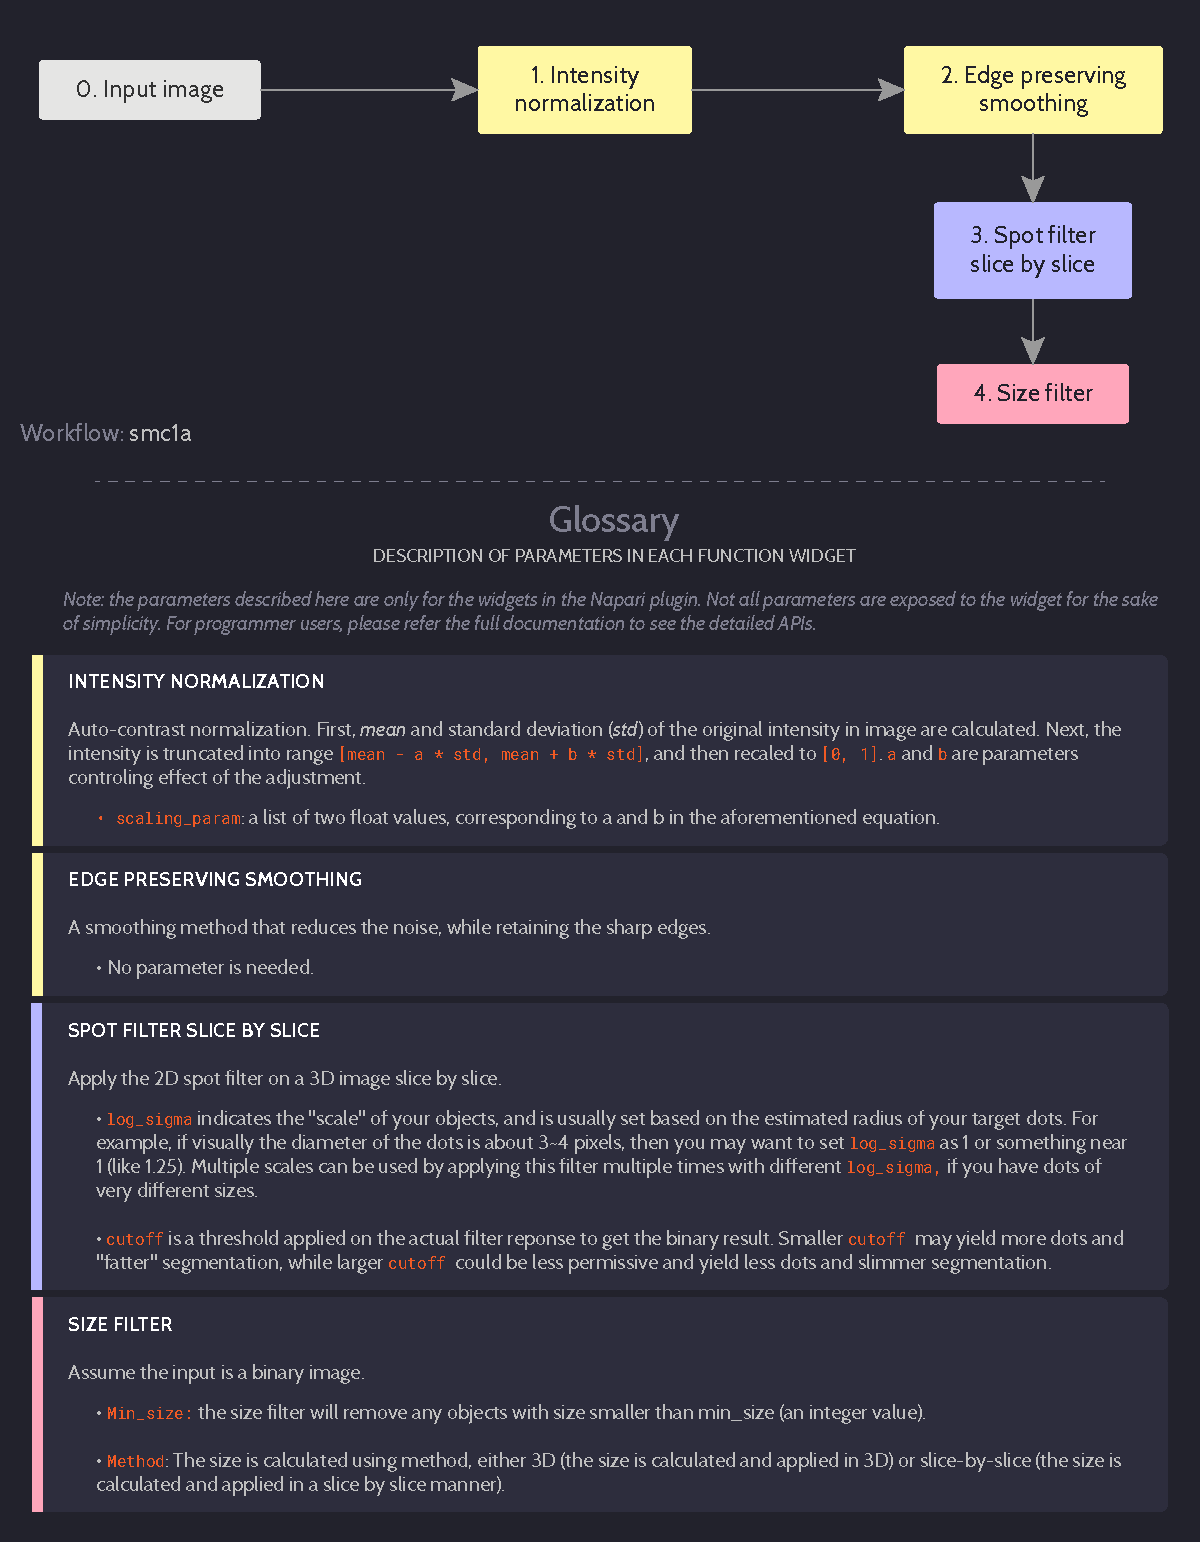 0. Input image
1. Intensity
normalization
2. Edge preserving
smoothing
3. Spot filter
slice by slice
4. Size filter
Workflow: smc1a
Glossary
DESCRIPTION OF PARAMETERS IN EACH FUNCTION WIDGET
Note: the parameters described here are only for the widgets in the Napari plugin. Not all parameters are exposed to the widget for the sake
of simplicity. For programmer users, please refer the full documentation to see the detailed APIs.
INTENSITY NORMALIZATION
Auto-contrast normalization. First, mean and standard deviation (std) of the original intensity in image are calculated. Next, the
intensity is truncated into range [mean - a * std, mean + b * std], and then recaled to [0, 1]. a and b are parameters
controling effect of the adjustment.
• scaling_param: a list of two float values, corresponding to a and b in the aforementioned equation.
EDGE PRESERVING SMOOTHING
A smoothing method that reduces the noise, while retaining the sharp edges.
• No parameter is needed.
SPOT FILTER SLICE BY SLICE
Apply the 2D spot filter on a 3D image slice by slice.
• log_sigma indicates the "scale" of your objects, and is usually set based on the estimated radius of your target dots. For
example, if visually the diameter of the dots is about 3~4 pixels, then you may want to set log_sigma as 1 or something near
1 (like 1.25). Multiple scales can be used by applying this filter multiple times with different log_sigma, if you have dots of
very different sizes.
• cutoff is a threshold applied on the actual filter reponse to get the binary result. Smaller cutoff may yield more dots and
"fatter" segmentation, while larger cutoff could be less permissive and yield less dots and slimmer segmentation.
SIZE FILTER
Assume the input is a binary image.
• Min_size: the size filter will remove any objects with size smaller than min_size (an integer value).
• Method: The size is calculated using method, either 3D (the size is calculated and applied in 3D) or slice-by-slice (the size is
calculated and applied in a slice by slice manner).